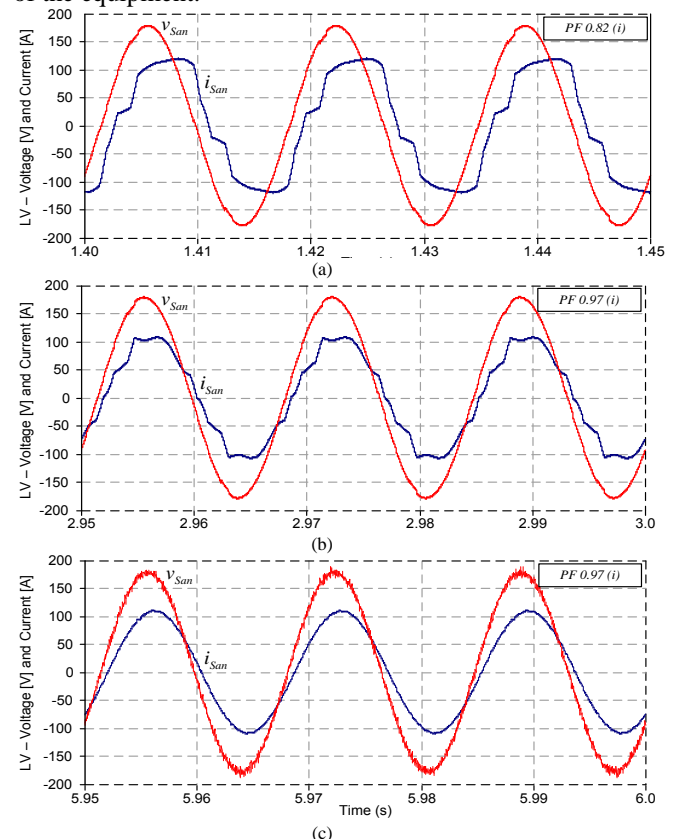 of the equipment.
LV – Voltage [V] and Current [A]
200
150
100
50
0
-50
-100
-150
-200
vSan
iSan
PF 0.82 (i)
1.40 1.41 1.42 1.43 1.44 1.45
(a)
LV – Voltage [V] and Current [A]
200
150
100
50
0
-50
-100
-150
-200
vSan
iSan
PF 0.97 (i)
2.95 2.96 2.97 2.98 2.99 3.0
(b)
LV – Voltage [V] and Current [A]
200
150
100
50
0
-50
-100
-150
-200
vSan
iSan
PF 0.97 (i)
5.95 5.96 5.97 5.98 5.99 6.0
Time (s)
(c)